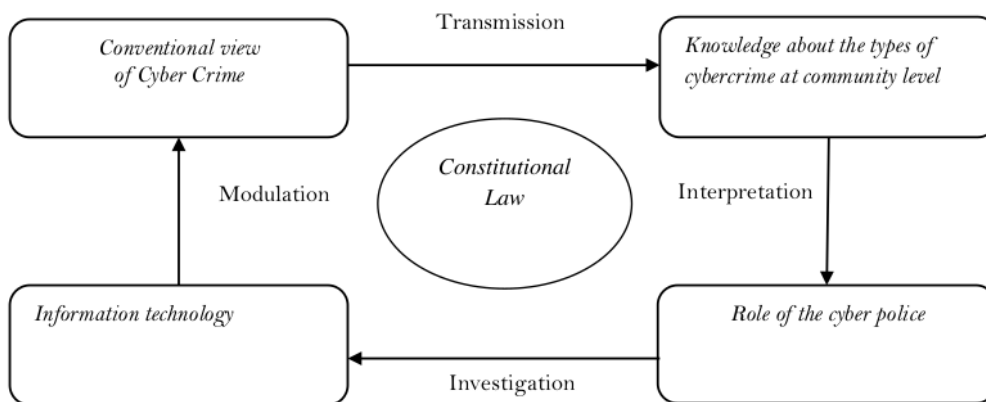 Transmission
Conventional view
of Cyber Crime
Knowledge about the types of
cybercrime at community level
Constitutional
Law
Modulation
Interpretation
Information technology
Role of the cyber police
Investigation